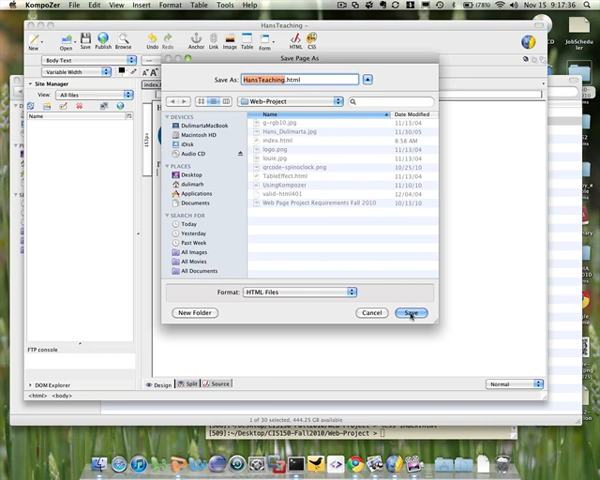 KompoZer File Edit View Insert Format Table Tools Help (78%) Nov 15 9:17:36
HansTeaching -
New Open Save Publish Browse Undo Redo Anchor Link Image Table Form HTML CSS
Body Text
Variable Width
Site Manager
View: All files
Name
index.h
Save Page As
Save As: HansTeaching.html
Web-Project
DEVICES
DulimartaMacBook
Macintosh HD
iDisk
Audio CD
PLACES
Desktop
dulimarh
Applications
Documents
SEARCH FOR
Today
Yesterday
Past Week
All Images
All Movies
All Documents
Name Date Modified
g-rgb10.jpg 11/13/04
Hans_Dulimarta.jpg 11/30/05
index.html 8:58 AM
logo.png 11/13/04
louie.jpg 11/13/04
qrcode-spinoclock.png 10/25/10
TableEffect.html 11/13/04
UsingKompozer 11/10/10
valid-html401 11/13/04
Web Page Project Requirements Fall 2010 10/13/10
Format: HTML Files
New Folder Cancel Save
FTP console
DOM Explorer
Design Split Source
Normal
<html> <body>
1 of 30 selected, 444.25 GB available
[509]:~/Desktop/CIS150-Fall2010/Web-Project >
JobScheduler